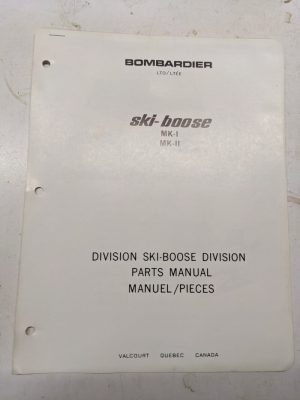 BOMBARDIER
LTD/LTÉE
ski-boose
MK-I
MK-II
DIVISION SKI-BOOSE DIVISION
PARTS MANUAL
MANUEL/PIECES
VALCOURT QUEBEC CANADA